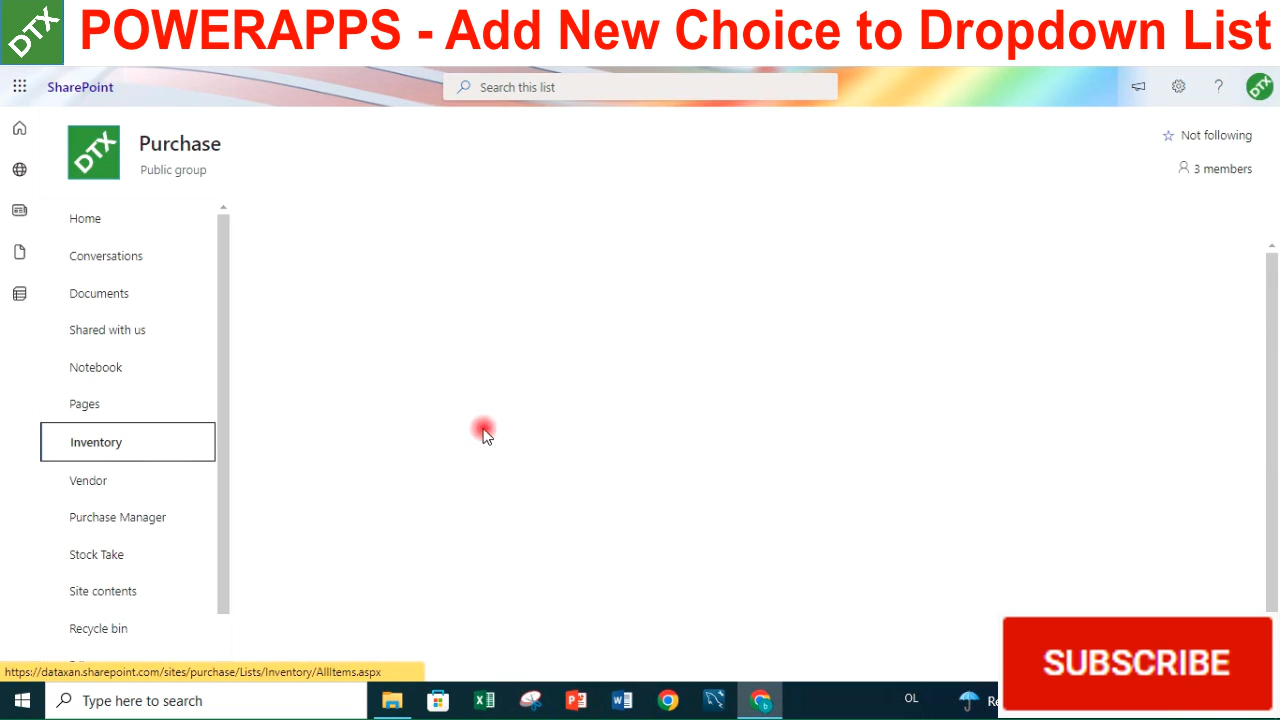 DTX
POWERAPPS - Add New Choice to Dropdown List
SharePoint
Search this list
?
DTX
DTX
Purchase
Public group
Not following
3 members
Home
Conversations
Documents
Shared with us
Notebook
Pages
Inventory
Vendor
Purchase Manager
Stock Take
Site contents
Recycle bin
https://dataxan.sharepoint.com/sites/purchase/Lists/Inventory/AllItems.aspx
SUBSCRIBE
Type here to search
OL